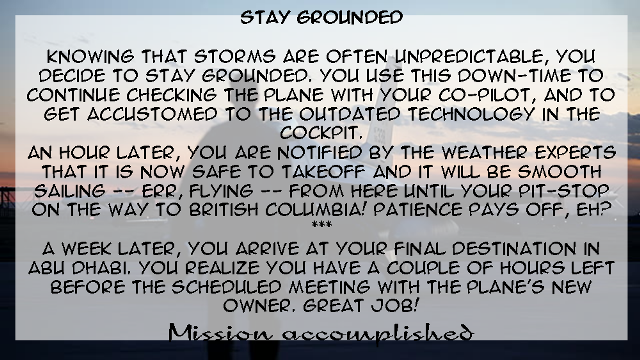 STAY GROUNDED
KNOWING THAT STORMS ARE OFTEN UNPREDICTABLE, YOU
DECIDE TO STAY GROUNDED. YOU USE THIS DOWN-TIME TO
CONTINUE CHECKING THE PLANE WITH YOUR CO-PILOT, AND TO
GET ACCUSTOMED TO THE OUTDATED TECHNOLOGY IN THE
COCKPIT.
AN HOUR LATER, YOU ARE NOTIFIED BY THE WEATHER EXPERTS
THAT IT IS NOW SAFE TO TAKEOFF AND IT WILL BE SMOOTH
SAILING -- ERR, FLYING -- FROM HERE UNTIL YOUR PIT-STOP
ON THE WAY TO BRITISH COLUMBIA! PATIENCE PAYS OFF, EH?
***
A WEEK LATER, YOU ARRIVE AT YOUR FINAL DESTINATION IN
ABU DHABI. YOU REALIZE YOU HAVE A COUPLE OF HOURS LEFT
BEFORE THE SCHEDULED MEETING WITH THE PLANE'S NEW
OWNER. GREAT JOB!
Mission accomplished